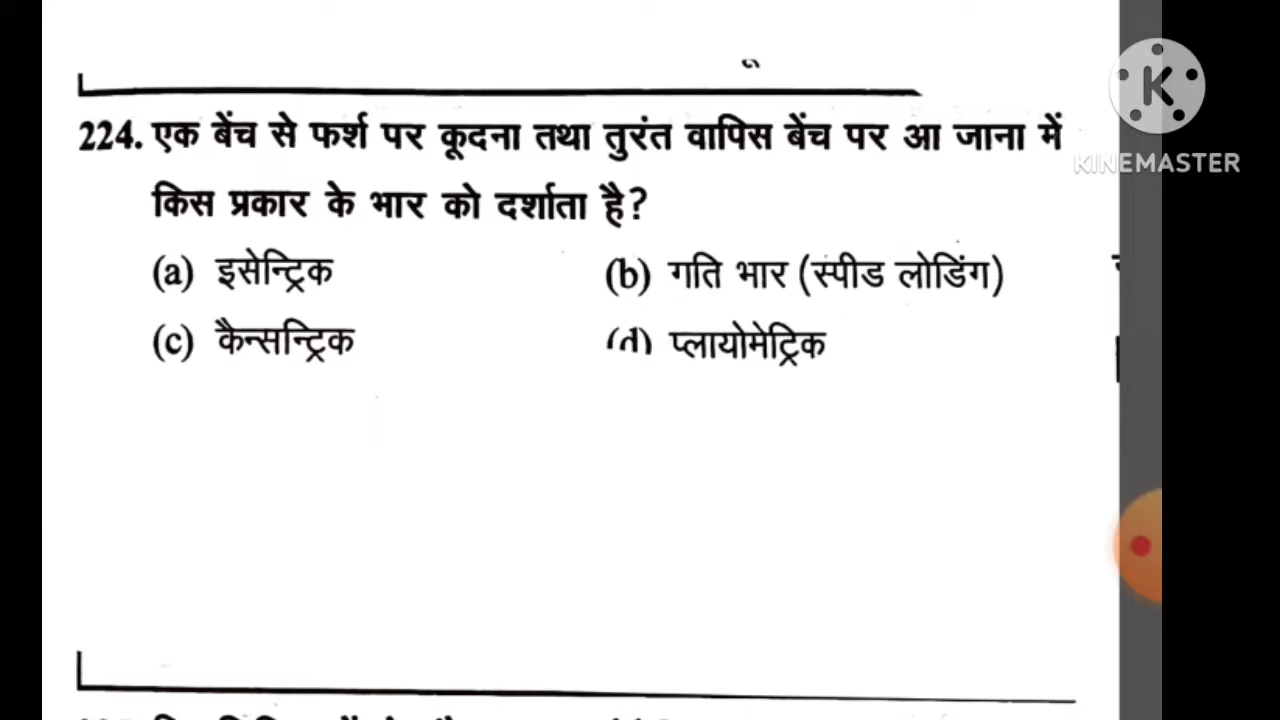 224. एक बेंच से फर्श पर कूदना तथा तुरंत वापिस बेंच पर आ जाना में
किस प्रकार के भार को दर्शाता है?
(a) इसेन्ट्रिक (b) गति भार (स्पीड लोडिंग)
(c) कैन्सन्ट्रिक (d) प्लायोमेट्रिक
K
KINEMASTER